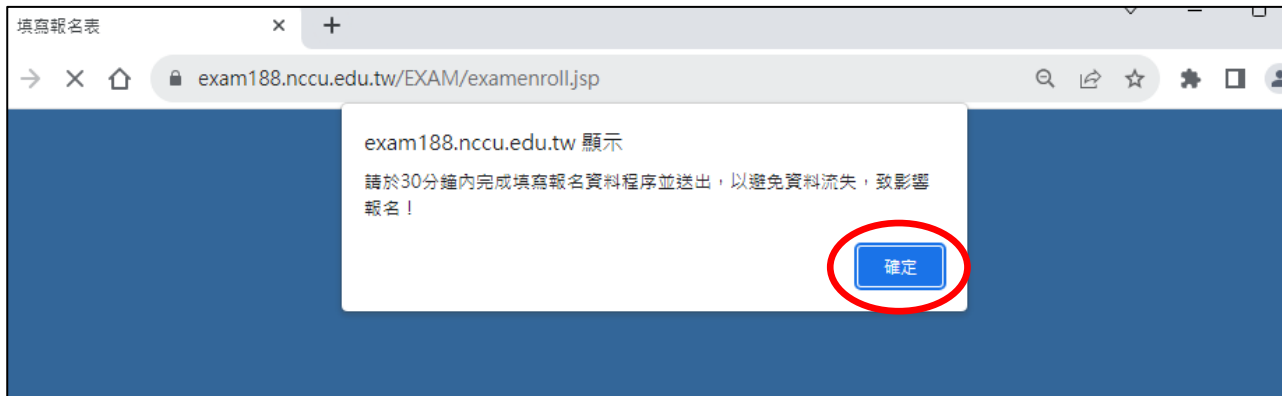 填寫報名表
exam188.nccu.edu.tw/EXAM/examenroll.jsp
exam188.nccu.edu.tw 顯示
請於30分鐘內完成填寫報名資料程序並送出，以避免資料流失，致影響
報名！
確定